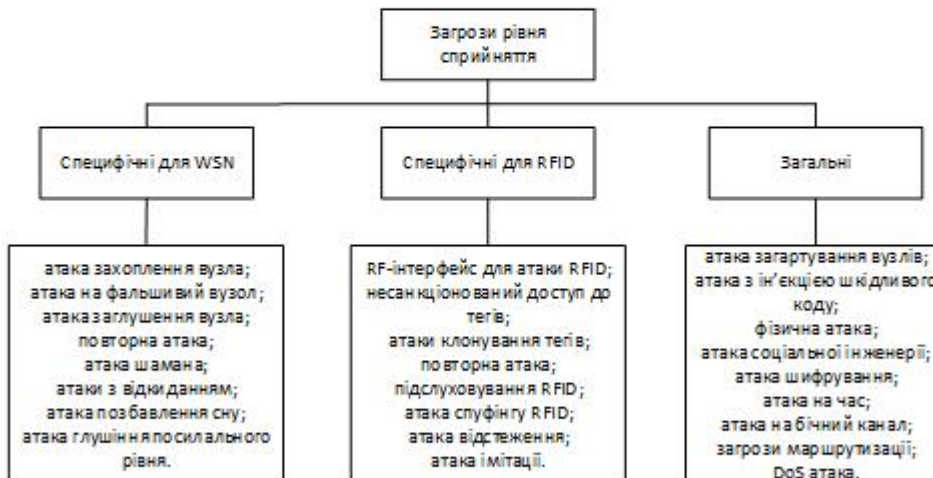 Загрози рівня
сприйняття
Специфічні для WSN
Специфічні для RFID
Загальні
атака захоплення вузла;
атака на фальшивий вузол;
атака заглушення вузла;
повторна атака;
атака шамана;
атаки з відкиданням;
атака позбавлення сну;
атака глушіння посилального
рівня.
RF-інтерфейс для атаки RFID;
несанкціонований доступ до
тегів;
атаки клонування тегів;
повторна атака;
підслуховування RFID;
атака спуфінгу RFID;
атака відстеження;
атака імітації.
атака загартування вузлів;
атака з ін’єкцією шкідливого
коду;
фізична атака;
атака соціальної інженерії;
атака шифрування;
атака на час;
атака на бічний канал;
загрози маршрутизації;
DoS атака.